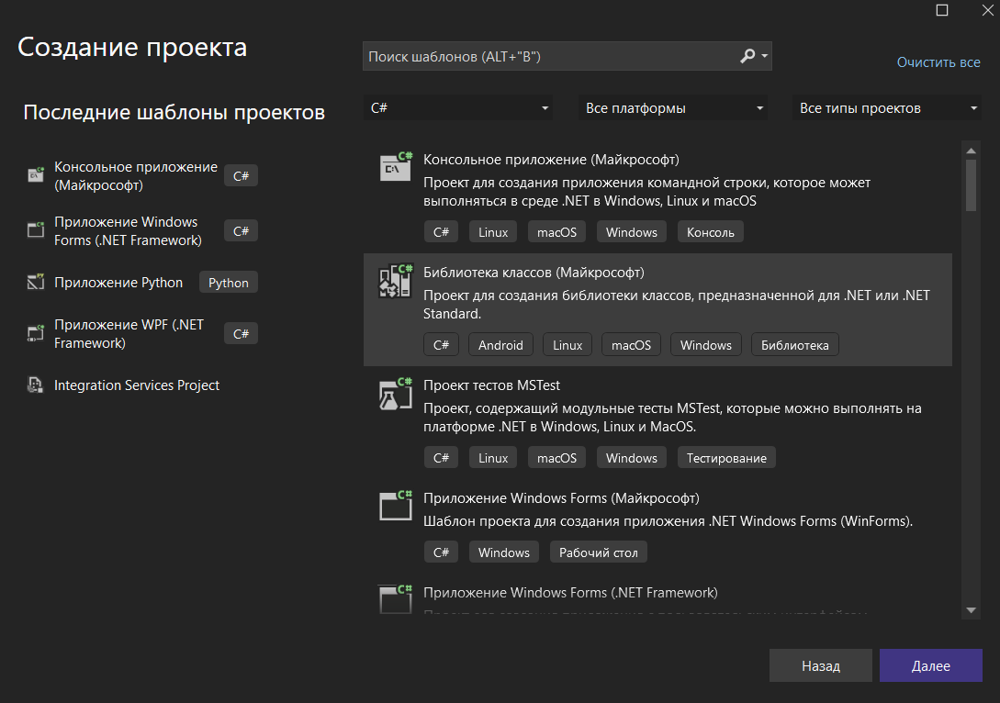 Создание проекта
Поиск шаблонов (ALT+"B")
Очистить все
Последние шаблоны проектов
C#
Все платформы
Все типы проектов
Консольное приложение
(Майкрософт)
C#
Приложение Windows
Forms (.NET Framework)
C#
Приложение Python
Python
Приложение WPF (.NET
Framework)
C#
Integration Services Project
Консольное приложение (Майкрософт)
Проект для создания приложения командной строки, которое может
выполняться в среде .NET в Windows, Linux и macOS
C# Linux macOS Windows Консоль
Библиотека классов (Майкрософт)
Проект для создания библиотеки классов, предназначенной для .NET или .NET
Standard.
C# Android Linux macOS Windows Библиотека
Проект тестов MSTest
Проект, содержащий модульные тесты MSTest, которые можно выполнять на
платформе .NET в Windows, Linux и MacOS.
C# Linux macOS Windows Тестирование
Приложение Windows Forms (Майкрософт)
Шаблон проекта для создания приложения .NET Windows Forms (WinForms).
C# Windows Рабочий стол
Приложение Windows Forms (.NET Framework)
Назад
Далее